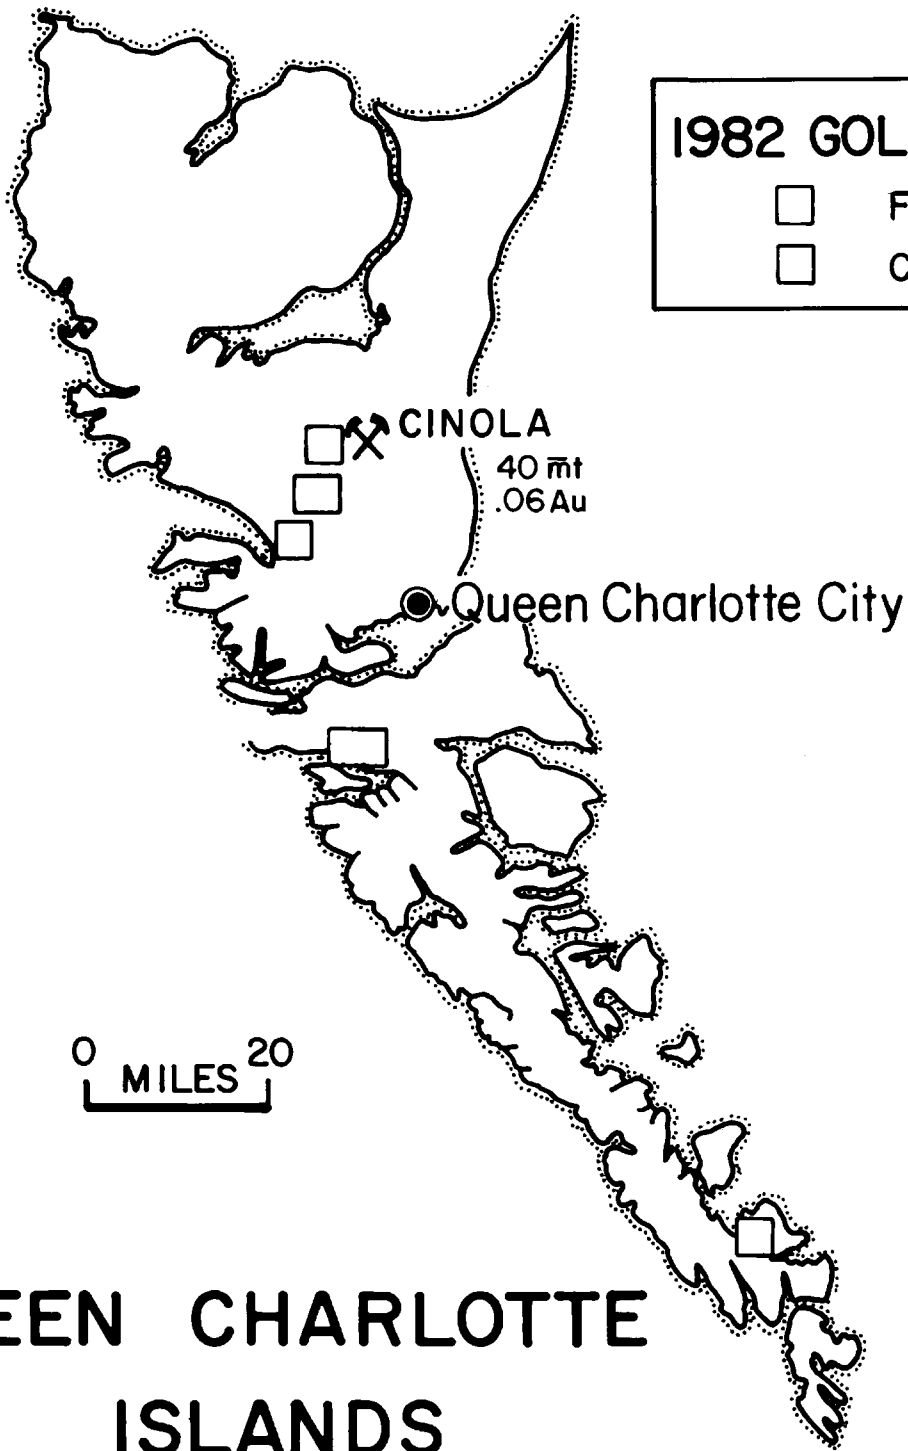 1982 GOL
F
CINOLA
40 m̅t
.06 Au
Queen Charlotte City
0 20
MILES
EEN CHARLOTTE
ISLANDS